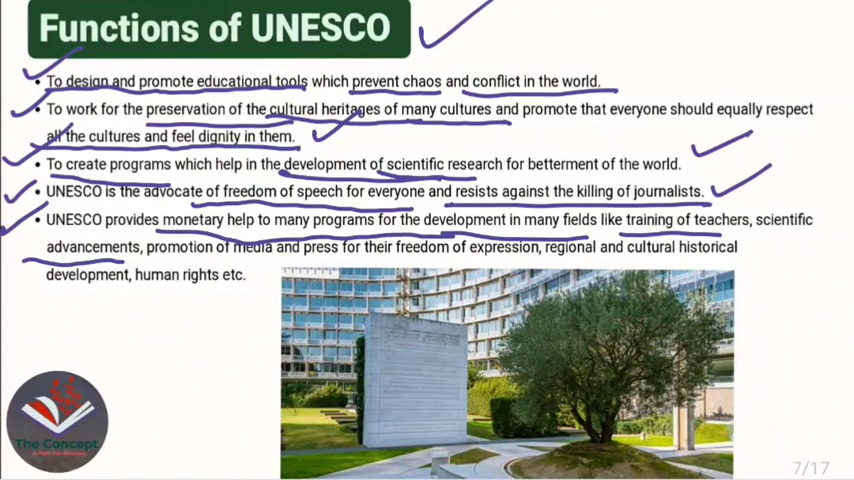 Functions of UNESCO
• To design and promote educational tools which prevent chaos and conflict in the world.
• To work for the preservation of the cultural heritages of many cultures and promote that everyone should equally respect
all the cultures and feel dignity in them.
• To create programs which help in the development of scientific research for betterment of the world.
• UNESCO is the advocate of freedom of speech for everyone and resists against the killing of journalists.
• UNESCO provides monetary help to many programs for the development in many fields like training of teachers, scientific
advancements, promotion of media and press for their freedom of expression, regional and cultural historical
development, human rights etc.
The Concept
7/17